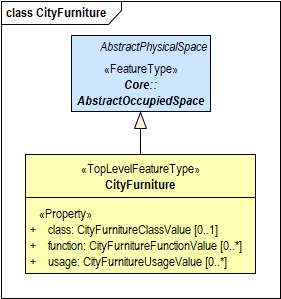 class CityFurniture
AbstractPhysicalSpace
«FeatureType»
Core::
AbstractOccupiedSpace
«TopLevelFeatureType»
CityFurniture
«Property»
+ class: CityFurnitureClassValue [0..1]
+ function: CityFurnitureFunctionValue [0..*]
+ usage: CityFurnitureUsageValue [0..*]